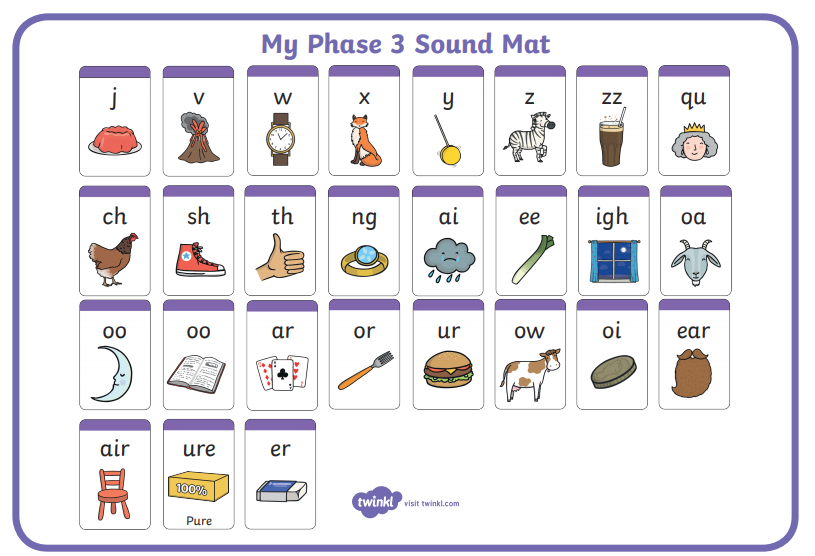 My Phase 3 Sound Mat
j v w x y z zz qu
ch sh th ng ai ee igh oa
oo oo ar or ur ow oi ear
air ure er
100%
Pure
twinkl visit twinkl.com